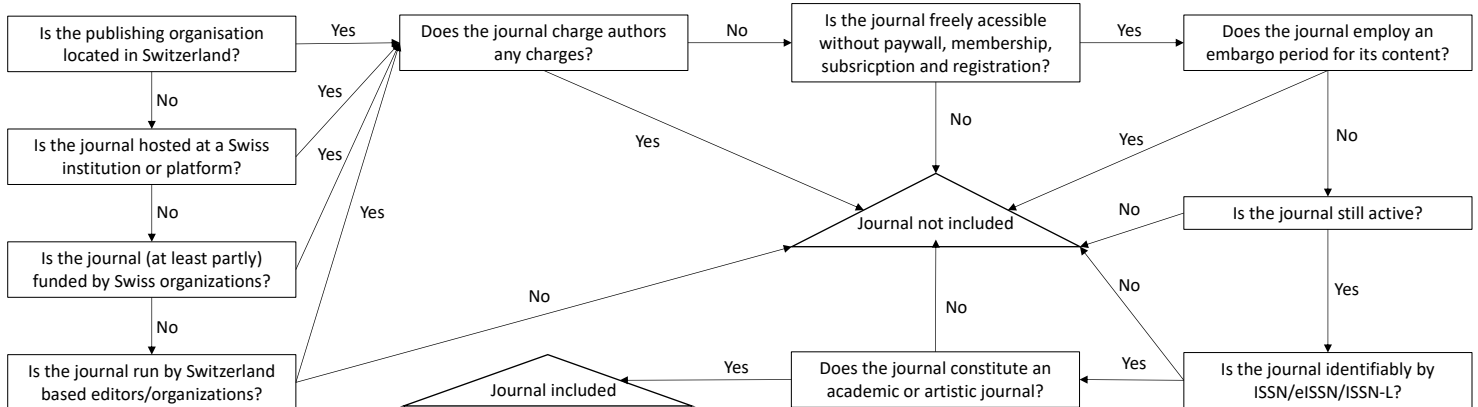 Is the publishing organisation
located in Switzerland?
Yes
Does the journal charge authors
any charges?
No
Is the journal freely acessible
without paywall, membership,
subsricption and registration?
Yes
Does the journal employ an
embargo period for its content?
No
Yes
No
Yes
Yes
No
Is the journal hosted at a Swiss
institution or platform?
Yes
No
Yes
Journal not included
No
Is the journal still active?
Is the journal (at least partly)
funded by Swiss organizations?
No
No
Yes
No
No
Is the journal run by Switzerland
based editors/organizations?
Journal included
Yes
Does the journal constitute an
academic or artistic journal?
Yes
Is the journal identifiably by
ISSN/eISSN/ISSN-L?